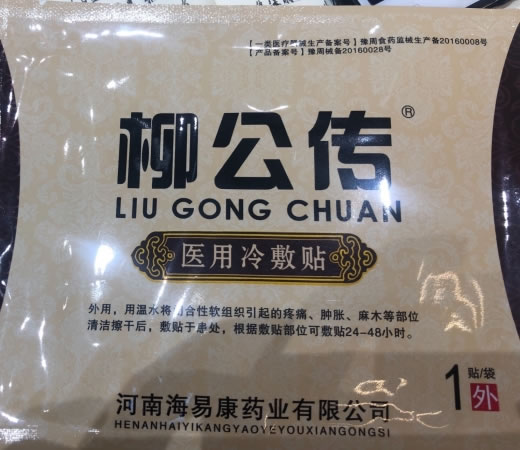 【一类医疗器械生产备案号】豫周食药监械生产备20160008号
【产品备案号】豫周械备20160028号
柳公传®
LIU GONG CHUAN
医用冷敷贴
外用，用温水将闭合性软组织引起的疼痛、肿胀、麻木等部位
清洁擦干后，敷贴于患处，根据敷贴部位可敷贴24-48小时。
1贴/袋
外
河南海易康药业有限公司
HENANHAIYIKANGYAOYEYOUXIANGONGSI